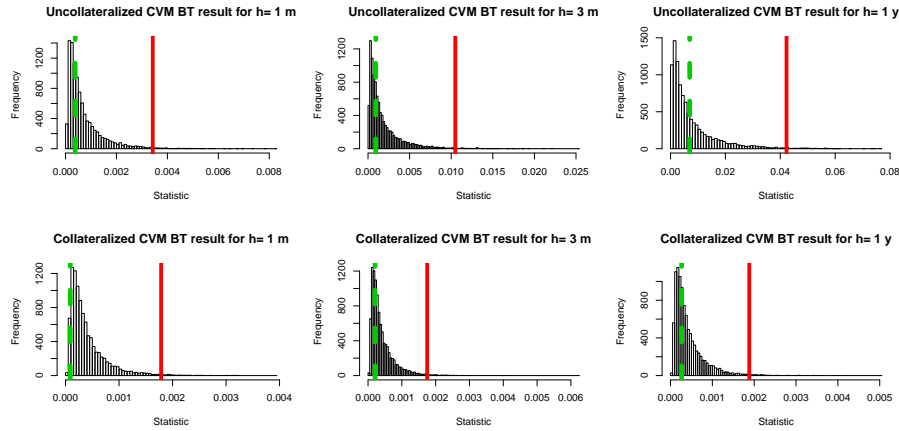 Uncollateralized CVM BT result for h= 1 m
Frequency
0 400 800 1200
0.000 0.002 0.004 0.006 0.008
Statistic
Uncollateralized CVM BT result for h= 3 m
Frequency
0 400 800 1200
0.000 0.005 0.010 0.015 0.020 0.025
Statistic
Uncollateralized CVM BT result for h= 1 y
Frequency
0 500 1000 1500
0.00 0.02 0.04 0.06 0.08
Statistic
Collateralized CVM BT result for h= 1 m
Frequency
0 400 800 1200
0.000 0.001 0.002 0.003 0.004
Statistic
Collateralized CVM BT result for h= 3 m
Frequency
0 400 800 1200
0.000 0.001 0.002 0.003 0.004 0.005 0.006
Statistic
Collateralized CVM BT result for h= 1 y
Frequency
0 400 1000
0.000 0.001 0.002 0.003 0.004 0.005
Statistic